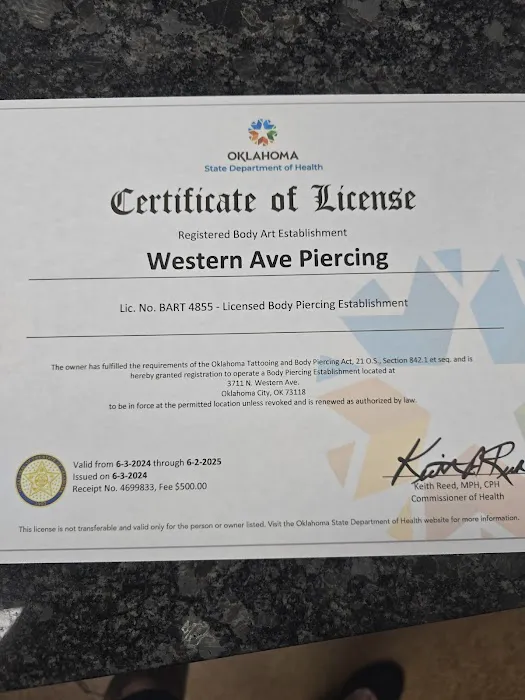 OKLAHOMA
State Department of Health
Certificate of License
Registered Body Art Establishment
Western Ave Piercing
Lic. No. BART 4855 - Licensed Body Piercing Establishment
The owner has fulfilled the requirements of the Oklahoma Tattooing and Body Piercing Act, 21 O.S., Section 842.1 et seq. and is
hereby granted registration to operate a Body Piercing Establishment located at
3711 N. Western Ave.
Oklahoma City, OK 73118
to be in force at the permitted location unless revoked and is renewed as authorized by law.
Valid from 6-3-2024 through 6-2-2025
Issued on 6-3-2024
Receipt No. 4699833, Fee $500.00
Keith Reed, MPH, CPH
Commissioner of Health
This license is not transferable and valid only for the person or owner listed. Visit the Oklahoma State Department of Health website for more information.